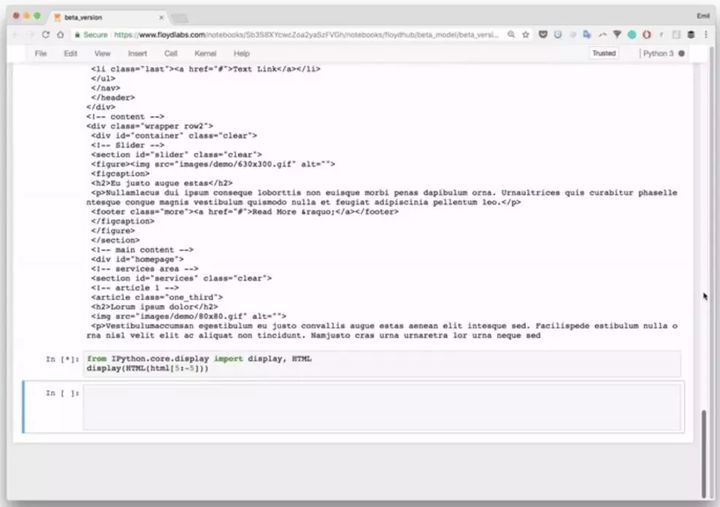 beta_version
Emil
Secure https://www.floydlabs.com/notebooks/
File Edit View Insert Cell Kernel Help Trusted Python 3
<li class="last"><a href="#">Text Link</a></li>
</ul>
</nav>
</header>
</div>
<!-- content -->
<div class="wrapper row2">
<div id="container" class="clear">
<!-- Slider -->
<section id="slider" class="clear">
<figure><img src="images/demo/630x300.gif" alt="">
<figcaption>
<h2>Eu justo augue estas</h2>
<p>Nullamlacus dui ipsum conseque loborttis non euisque morbi penas dapibulum orna. Urnaultrices quis curabitur phaselle
ntesque congue magnis vestibulum quismodo nulla et feugiat adipiscinia pellentum leo.</p>
<footer class="more"><a href="#">Read More &raquo;</a></footer>
</figcaption>
</figure>
</section>
<!-- main content -->
<div id="homepage">
<!-- services area -->
<section id="services" class="clear">
<!-- article 1 -->
<article class="one_third">
<h2>Lorum ipsum dolor</h2>
<img src="images/demo/80x80.gif" alt="">
<p>Vestibulumaccumsan egestibulum eu justo convallis augue estas aenean elit intesque sed. Facilispede estibulum nulla o
rna nisl velit elit ac aliquat non tincidunt. Namjusto cras urna urnaretra lor urna neque sed
In [*]: from IPython.core.display import display, HTML
display(HTML(html[5:-5]))
In [ ]: